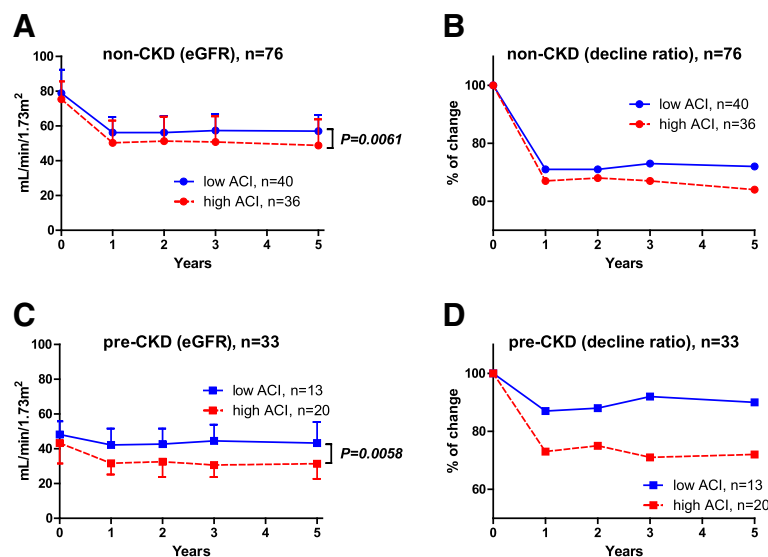 A
non-CKD (eGFR), n=76
mL/min/1.73m²
100
80
60
40
20
0
low ACI, n=40
high ACI, n=36
P=0.0061
0 1 2 3 4 5
Years
B
non-CKD (decline ratio), n=76
% of change
100
80
60
low ACI, n=40
high ACI, n=36
0 1 2 3 4 5
Years
C
pre-CKD (eGFR), n=33
mL/min/1.73m²
100
80
60
40
20
0
low ACI, n=13
high ACI, n=20
P=0.0058
0 1 2 3 4 5
Years
D
pre-CKD (decline ratio), n=33
% of change
100
80
60
low ACI, n=13
high ACI, n=20
0 1 2 3 4 5
Years